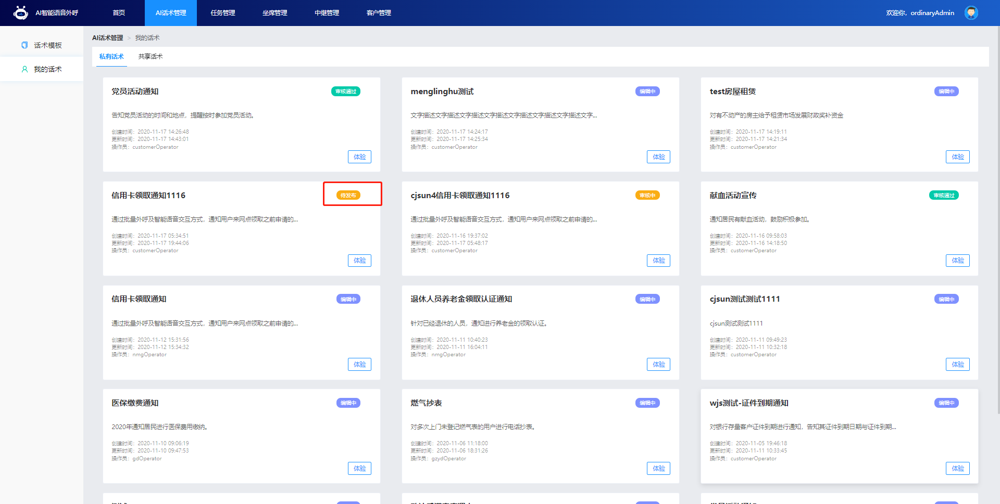 AI智能语音外呼 首页 AI话术管理 任务管理 坐席管理 中继管理 客户管理 欢迎你，ordinaryAdmin
话术模板
我的话术
AI话术管理 > 我的话术
私有话术 共享话术
党员活动通知 审核通过
告知党员活动的时间和地点，提醒按时参加党员活动。
创建时间：2020-11-17 14:26:48
更新时间：2020-11-17 14:43:01
操作员：customerOperator
体验
menglinghu测试 编辑中
文字描述文字描述文字描述文字描述文字描述文字描述文字描述文字...
创建时间：2020-11-17 14:24:17
更新时间：2020-11-17 14:25:34
操作员：customerOperator
体验
test房屋租赁 编辑中
对有不动产的房主给予租赁市场发展财政奖补资金
创建时间：2020-11-17 14:19:11
更新时间：2020-11-17 14:21:34
操作员：customerOperator
体验
信用卡领取通知1116 待发布
通过批量外呼及智能语音交互方式，通知用户来网点领取之前申请的...
创建时间：2020-11-17 05:34:51
更新时间：2020-11-17 19:44:06
操作员：customerOperator
体验
cjsun4信用卡领取通知1116 审核中
通过批量外呼及智能语音交互方式，通知用户来网点领取之前申请的...
创建时间：2020-11-16 19:37:02
更新时间：2020-11-17 05:48:17
操作员：customerOperator
体验
献血活动宣传 审核通过
通知居民有献血活动，鼓励积极参加。
创建时间：2020-11-16 09:58:03
更新时间：2020-11-16 14:18:50
操作员：customerOperator
体验
信用卡领取通知 编辑中
通过批量外呼及智能语音交互方式，通知用户来网点领取之前申请的...
创建时间：2020-11-12 15:31:56
更新时间：2020-11-12 15:34:32
操作员：nmgOperator
体验
退休人员养老金领取认证通知 编辑中
针对已经退休的人员，通知进行养老金的领取认证。
创建时间：2020-11-11 10:40:23
更新时间：2020-11-11 16:04:11
操作员：nmgOperator
体验
cjsun测试测试1111 编辑中
cjsun测试测试1111
创建时间：2020-11-11 09:49:23
更新时间：2020-11-11 10:32:18
操作员：customerOperator
体验
医保缴费通知 编辑中
2020年通知居民进行医保费用缴纳。
创建时间：2020-11-10 09:06:19
更新时间：2020-11-10 09:47:53
操作员：gdOperator
体验
燃气抄表 编辑中
对多次上门未登记燃气表的用户进行电话抄表。
创建时间：2020-11-06 11:18:00
更新时间：2020-11-06 18:31:26
操作员：gzydOperator
体验
wjs测试-证件到期通知 编辑中
对银行存量客户证件到期进行通知，告知其证件到期日期与证件到期...
创建时间：2020-11-05 19:46:18
更新时间：2020-11-11 10:33:45
操作员：customerOperator
体验